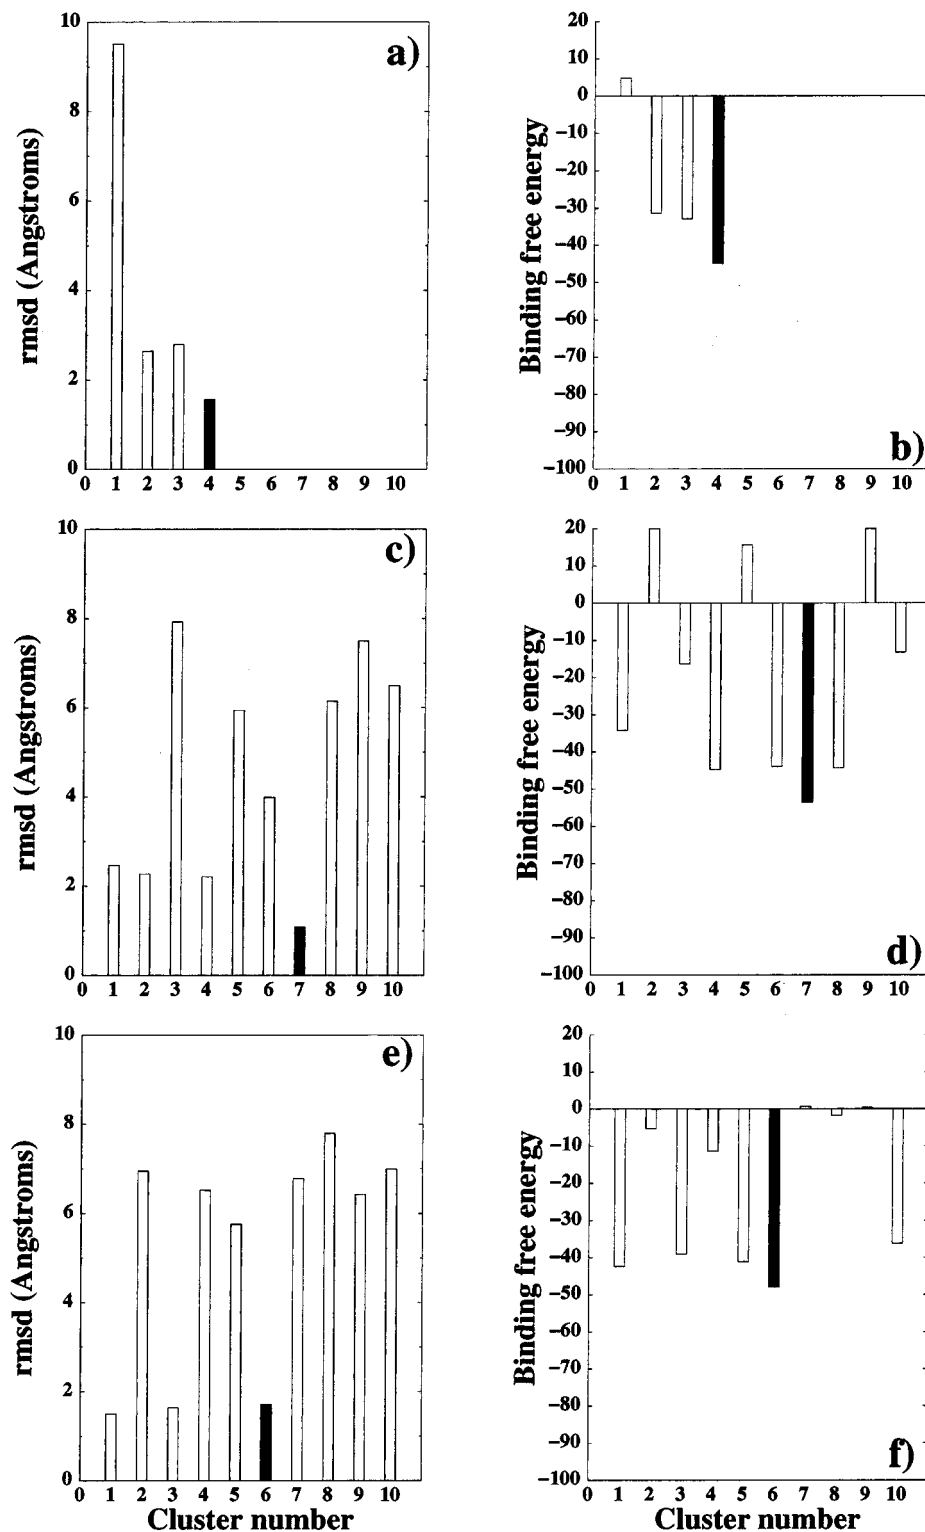 a)
rmsd (Angstroms)
10
8
6
4
2
0
0 1 2 3 4 5 6 7 8 9 10
b)
Binding free energy
20
10
0
−10
−20
−30
−40
−50
−60
−70
−80
−90
−100
0 1 2 3 4 5 6 7 8 9 10
c)
rmsd (Angstroms)
10
8
6
4
2
0
0 1 2 3 4 5 6 7 8 9 10
d)
Binding free energy
20
10
0
−10
−20
−30
−40
−50
−60
−70
−80
−90
−100
0 1 2 3 4 5 6 7 8 9 10
e)
rmsd (Angstroms)
10
8
6
4
2
0
0 1 2 3 4 5 6 7 8 9 10
Cluster number
f)
Binding free energy
20
10
0
−10
−20
−30
−40
−50
−60
−70
−80
−90
−100
0 1 2 3 4 5 6 7 8 9 10
Cluster number